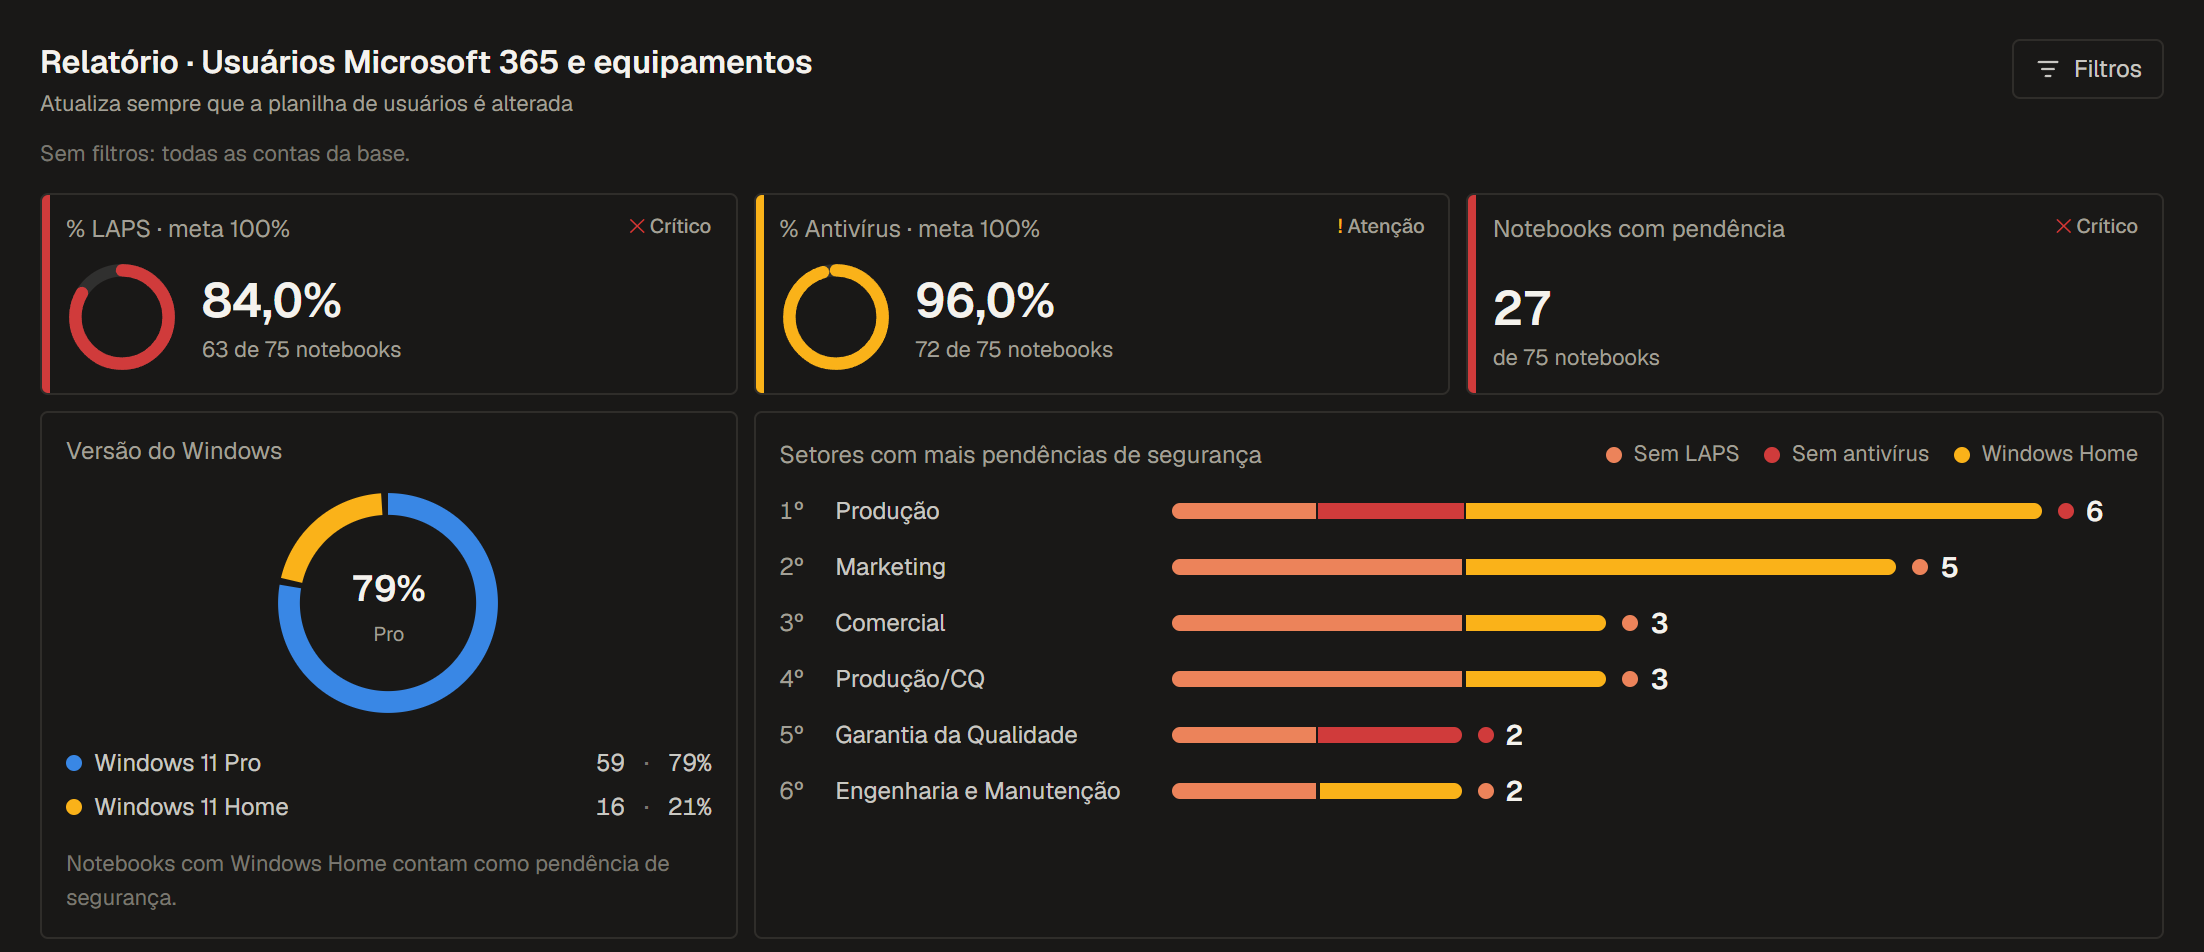 Relatório · Usuários Microsoft 365 e equipamentos
Filtros
Atualiza sempre que a planilha de usuários é alterada
Sem filtros: todas as contas da base.
% LAPS · meta 100%
Crítico
84,0%
63 de 75 notebooks
% Antivírus · meta 100%
! Atenção
96,0%
72 de 75 notebooks
Notebooks com pendência
Crítico
27
de 75 notebooks
Versão do Windows
79%
Pro
Windows 11 Pro 59 · 79%
Windows 11 Home 16 · 21%
Notebooks com Windows Home contam como pendência de
segurança.
Setores com mais pendências de segurança
Sem LAPS Sem antivírus Windows Home
1º Produção 6
2º Marketing 5
3º Comercial 3
4º Produção/CQ 3
5º Garantia da Qualidade 2
6º Engenharia e Manutenção 2